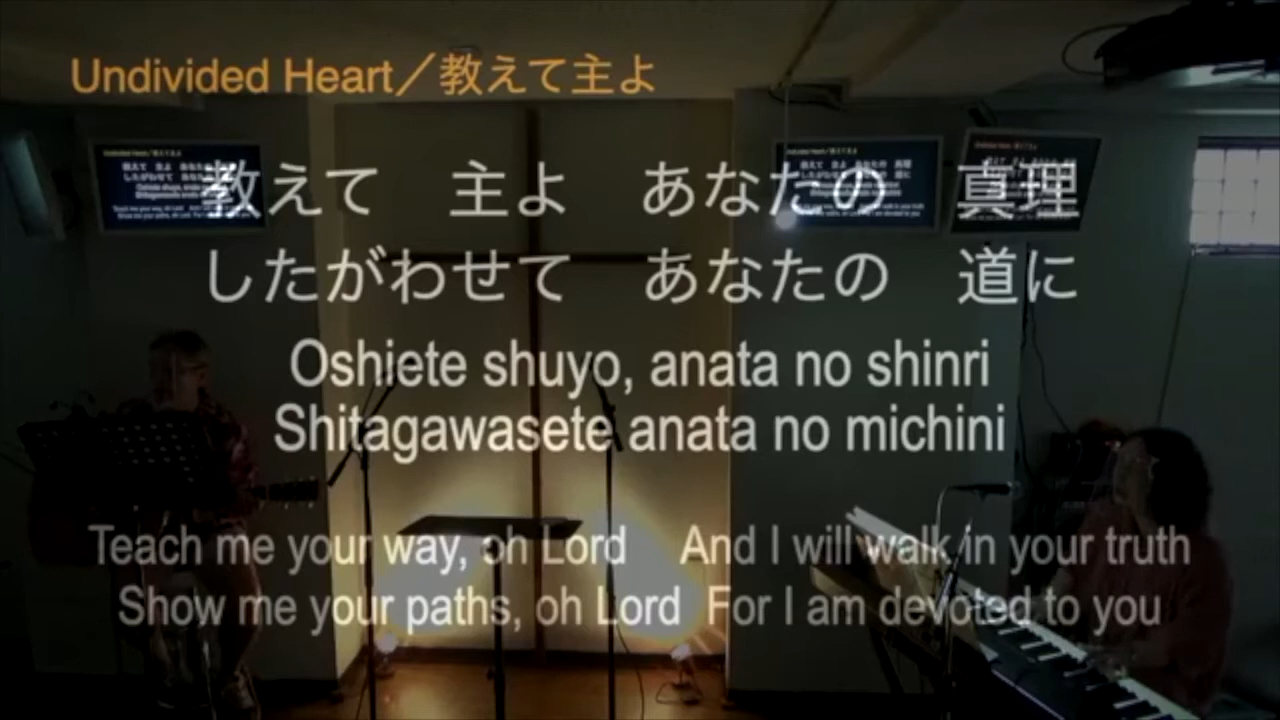 Undivided Heart／教えて主よ
教えて　主よ　あなたの　真理
したがわせて　あなたの　道に
Oshiete shuyo, anata no shinri
Shitagawasete anata no michini
Teach me your way, oh Lord　And I will walk in your truth
Show me your paths, oh Lord　For I am devoted to you